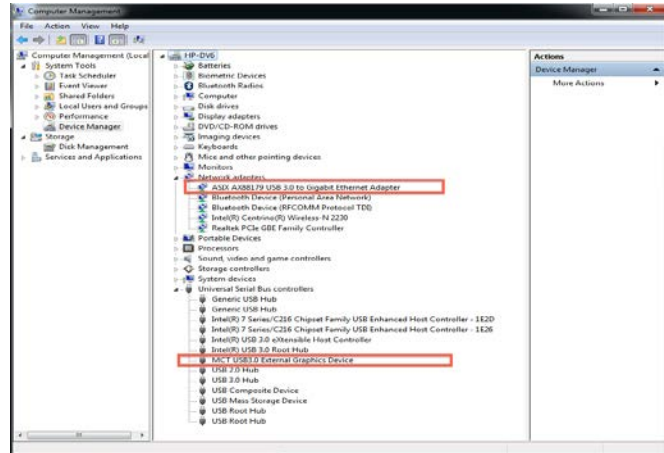 Computer Management
File Action View Help
Computer Management (Local
System Tools
Task Scheduler
Event Viewer
Shared Folders
Local Users and Groups
Performance
Device Manager
Storage
Disk Management
Services and Applications
HP-DV6
Batteries
Biometric Devices
Bluetooth Radios
Computer
Disk drives
Display adapters
DVD/CD-ROM drives
Imaging devices
Keyboards
Mice and other pointing devices
Monitors
Network adapters
ASIX AX88179 USB 3.0 to Gigabit Ethernet Adapter
Bluetooth Device (Personal Area Network)
Bluetooth Device (RFCOMM Protocol TDI)
Intel(R) Centrino(R) Wireless-N 2230
Realtek PCIe GBE Family Controller
Portable Devices
Processors
Sound, video and game controllers
Storage controllers
System devices
Universal Serial Bus controllers
Generic USB Hub
Generic USB Hub
Intel(R) 7 Series/C216 Chipset Family USB Enhanced Host Controller - 1E2D
Intel(R) 7 Series/C216 Chipset Family USB Enhanced Host Controller - 1E26
Intel(R) USB 3.0 eXtensible Host Controller
Intel(R) USB 3.0 Root Hub
MCT USB3.0 External Graphics Device
USB 2.0 Hub
USB 3.0 Hub
USB Composite Device
USB Mass Storage Device
USB Root Hub
USB Root Hub
Actions
Device Manager
More Actions